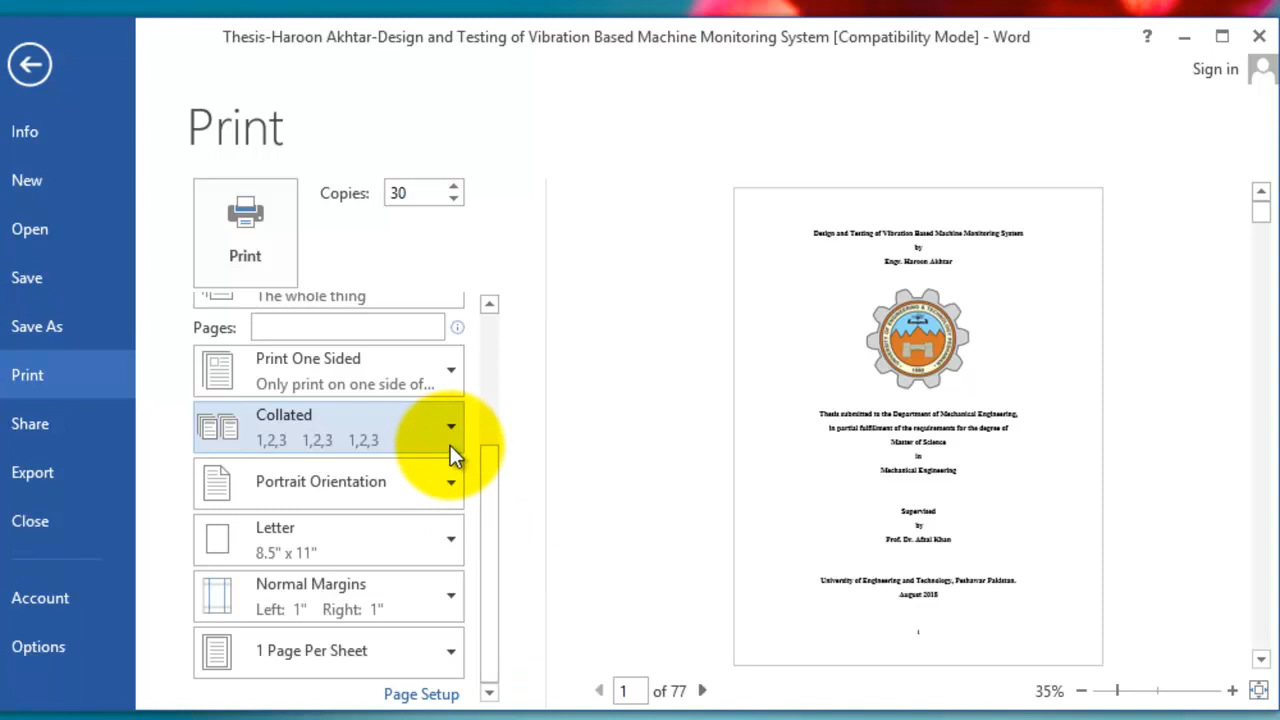 Thesis-Haroon Akhtar-Design and Testing of Vibration Based Machine Monitoring System [Compatibility Mode] - Word
?
Sign in
Info
New
Open
Save
Save As
Print
Share
Export
Close
Account
Options
Print
Print
Copies: 30
The whole thing
Pages:
Print One Sided
Only print on one side of...
Collated
1,2,3 1,2,3 1,2,3
Portrait Orientation
Letter
8.5" x 11"
Normal Margins
Left: 1" Right: 1"
1 Page Per Sheet
Page Setup
Design and Testing of Vibration Based Machine Monitoring System
by
Engr. Haroon Akhtar
Thesis submitted to the Department of Mechanical Engineering,
in partial fulfillment of the requirements for the degree of
Master of Science
in
Mechanical Engineering
Supervised
by
Prof. Dr. Afzal Khan
University of Engineering and Technology, Peshawar Pakistan.
1
1 of 77
35%